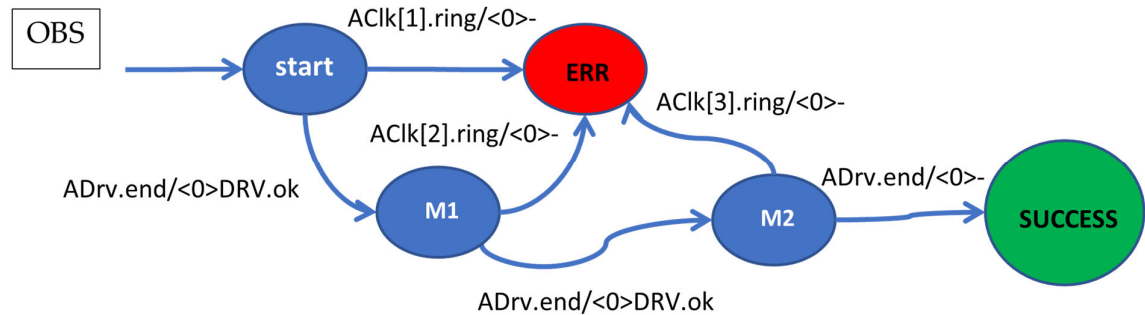 OBS
AClk[1].ring/<0>-
start
ERR
AClk[3].ring/<0>-
AClk[2].ring/<0>-
ADrv.end/<0>DRV.ok
M1
ADrv.end/<0>-
M2
SUCCESS
ADrv.end/<0>DRV.ok